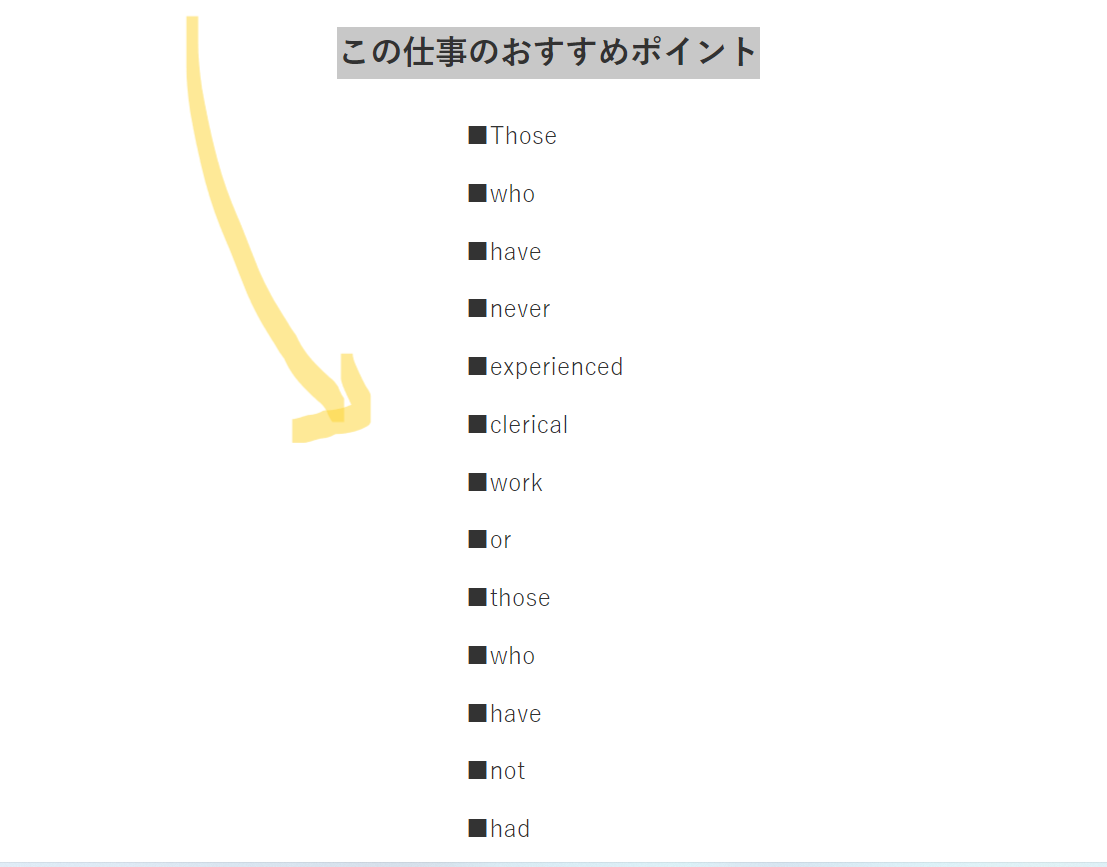 この仕事のおすすめポイント
■Those
■who
■have
■never
■experienced
■clerical
■work
■or
■those
■who
■have
■not
■had